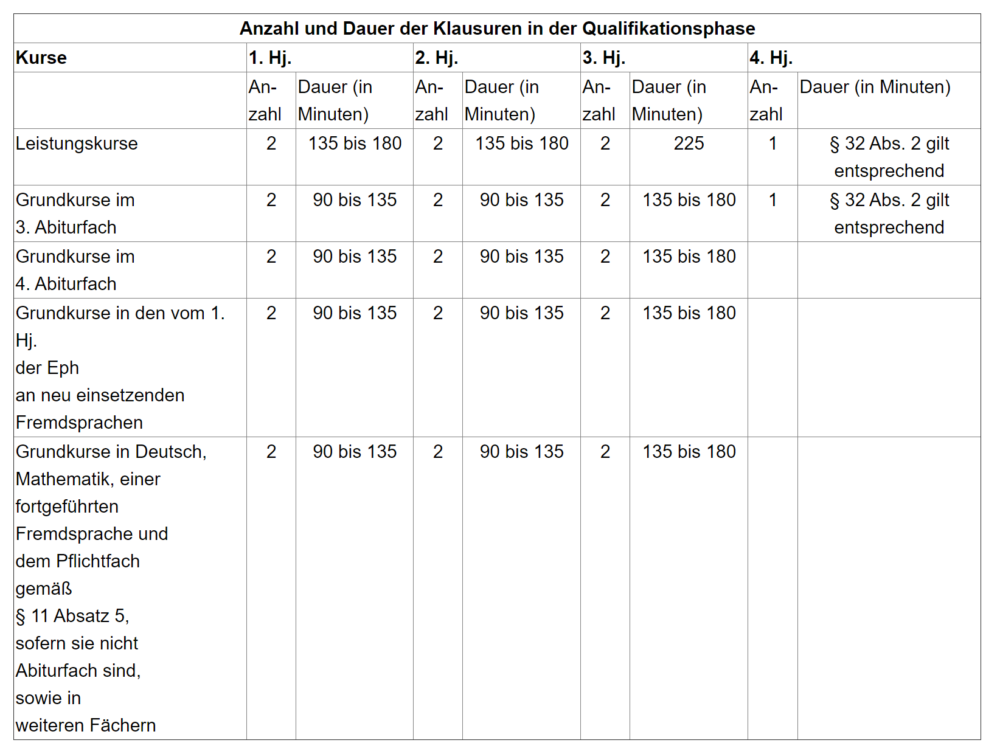 Anzahl und Dauer der Klausuren in der Qualifikationsphase
Kurse 1. Hj. 2. Hj. 3. Hj. 4. Hj.
An- Dauer (in An- Dauer (in An- Dauer (in An- Dauer (in Minuten)
zahl Minuten) zahl Minuten) zahl Minuten) zahl
Leistungskurse 2 135 bis 180 2 135 bis 180 2 225 1 § 32 Abs. 2 gilt
entsprechend
Grundkurse im 2 90 bis 135 2 90 bis 135 2 135 bis 180 1 § 32 Abs. 2 gilt
3. Abiturfach entsprechend
Grundkurse im 2 90 bis 135 2 90 bis 135 2 135 bis 180
4. Abiturfach
Grundkurse in den vom 1. 2 90 bis 135 2 90 bis 135 2 135 bis 180
Hj.
der Eph
an neu einsetzenden
Fremdsprachen
Grundkurse in Deutsch, 2 90 bis 135 2 90 bis 135 2 135 bis 180
Mathematik, einer
fortgeführten
Fremdsprache und
dem Pflichtfach
gemäß
§ 11 Absatz 5,
sofern sie nicht
Abiturfach sind,
sowie in
weiteren Fächern